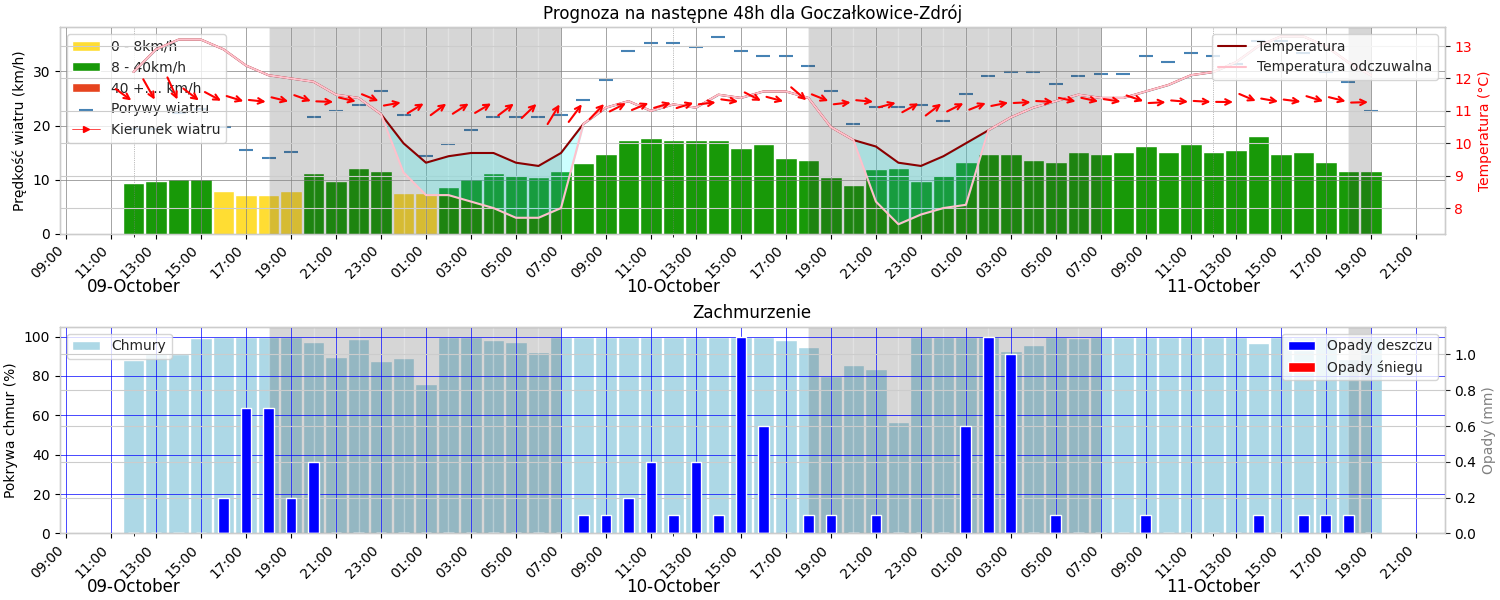 Prognoza na następne 48h dla Goczałkowice-Zdrój
Prędkość wiatru (km/h)
30
20
10
0
0 - 8km/h
8 - 40km/h
40 + ... km/h
Porywy wiatru
Kierunek wiatru
Temperatura
Temperatura odczuwalna
13
12
11
10
9
8
Temperatura (°C)
09:00 11:00 13:00 15:00 17:00 19:00 21:00 23:00 01:00 03:00 05:00 07:00 09:00 11:00 13:00 15:00 17:00 19:00 21:00 23:00 01:00 03:00 05:00 07:00 09:00 11:00 13:00 15:00 17:00 19:00 21:00
09-October 10-October 11-October
Zachmurzenie
Pokrywa chmur (%)
100
80
60
40
20
0
Chmury
Opady deszczu
Opady śniegu
1.0
0.8
0.6
0.4
0.2
0.0
Opady (mm)
09:00 11:00 13:00 15:00 17:00 19:00 21:00 23:00 01:00 03:00 05:00 07:00 09:00 11:00 13:00 15:00 17:00 19:00 21:00 23:00 01:00 03:00 05:00 07:00 09:00 11:00 13:00 15:00 17:00 19:00 21:00
09-October 10-October 11-October